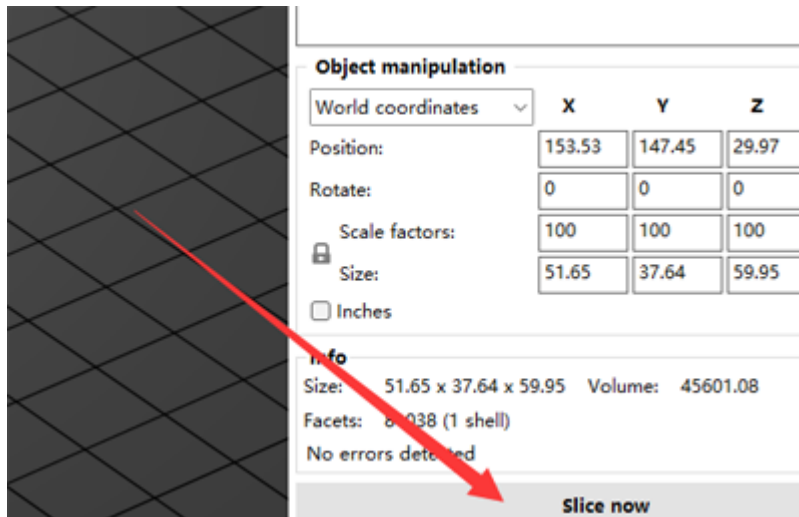 Object manipulation
World coordinates X Y Z
Position: 153.53 147.45 29.97
Rotate: 0 0 0
Scale factors: 100 100 100
Size: 51.65 37.64 59.95
Inches
Info
Size: 51.65 x 37.64 x 59.95 Volume: 45601.08
Facets: (1 shell)
No errors detected
Slice now